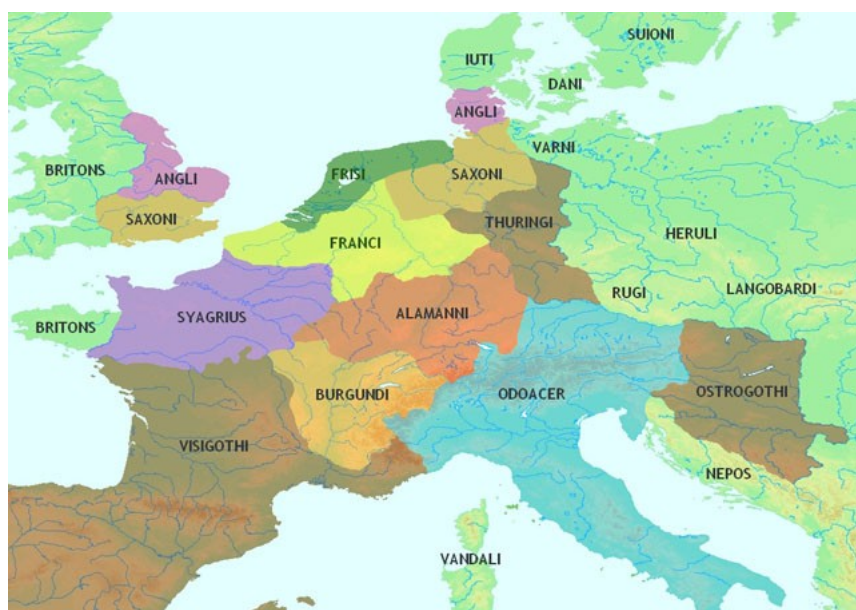 SUIONI
IUTI
DANI
ANGLI
VARNI
BRITONS
ANGLI
FRISI
SAXONI
SAXONI
THURINGI
FRANCI
HERULI
RUGI
LANGOBARDI
BRITONS
SYAGRIUS
ALAMANNI
BURGUNDI
ODOACER
OSTROGOTHI
VISIGOTHI
NEPOS
VANDALI